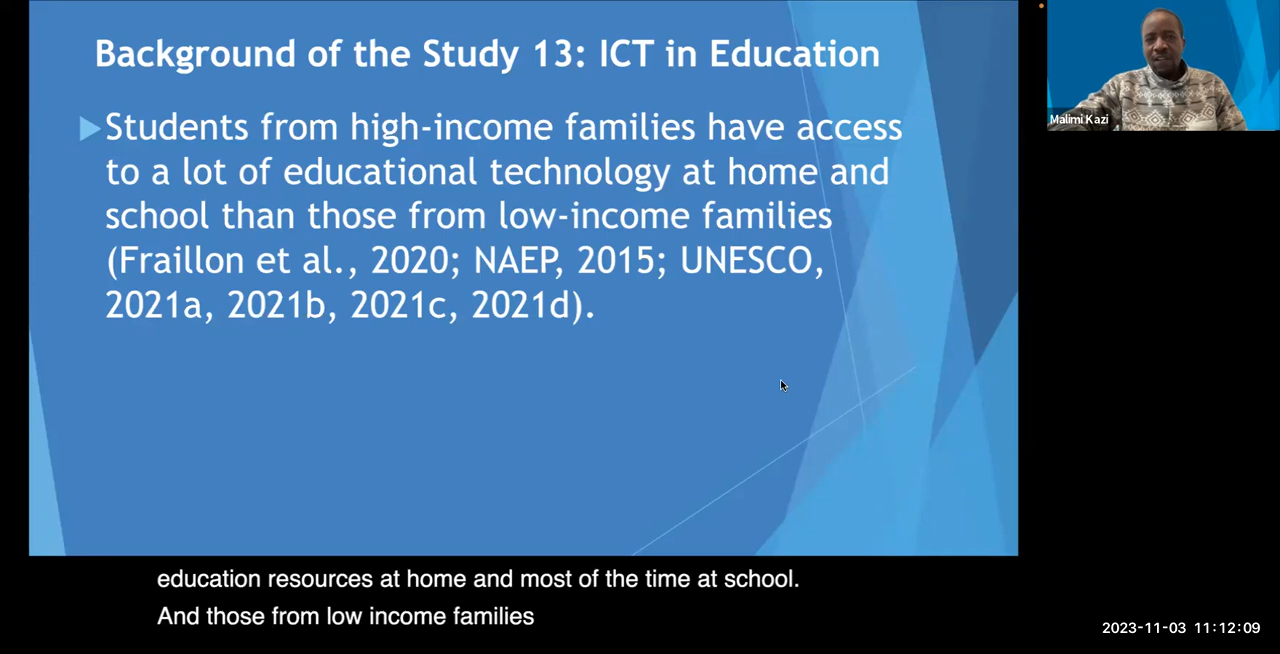 Background of the Study 13: ICT in Education
Students from high-income families have access
to a lot of educational technology at home and
school than those from low-income families
(Fraillon et al., 2020; NAEP, 2015; UNESCO,
2021a, 2021b, 2021c, 2021d).
Malimi Kazi
education resources at home and most of the time at school.
And those from low income families
2023-11-03 11:12:09